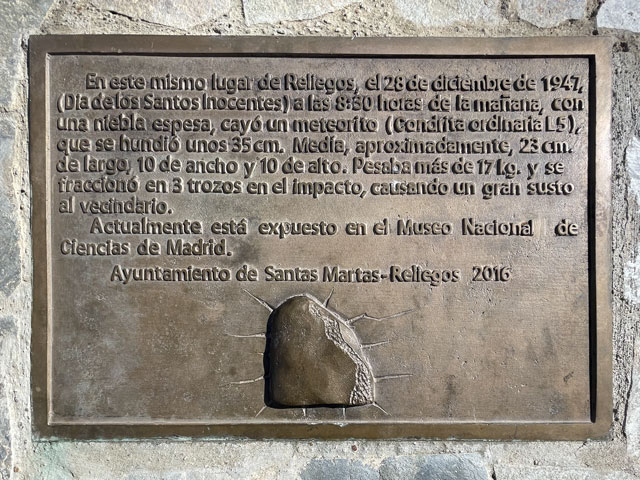 En este mismo lugar de Reliegos, el 28 de diciembre de 1947,
(Dia de los Santos Inocentes) a las 8:30 horas de la mañana, con
una niebla espesa, cayó un meteorito (Condrita ordinaria L5),
que se hundió unos 35 cm. Media, aproximadamente, 23 cm.
de largo, 10 de ancho y 10 de alto. Pesaba más de 17 kg. y se
fraccionó en 3 trozos en el impacto, causando un gran susto
al vecindario.
Actualmente está expuesto en el Museo Nacional de
Ciencias de Madrid.
Ayuntamiento de Santas Martas-Reliegos 2016